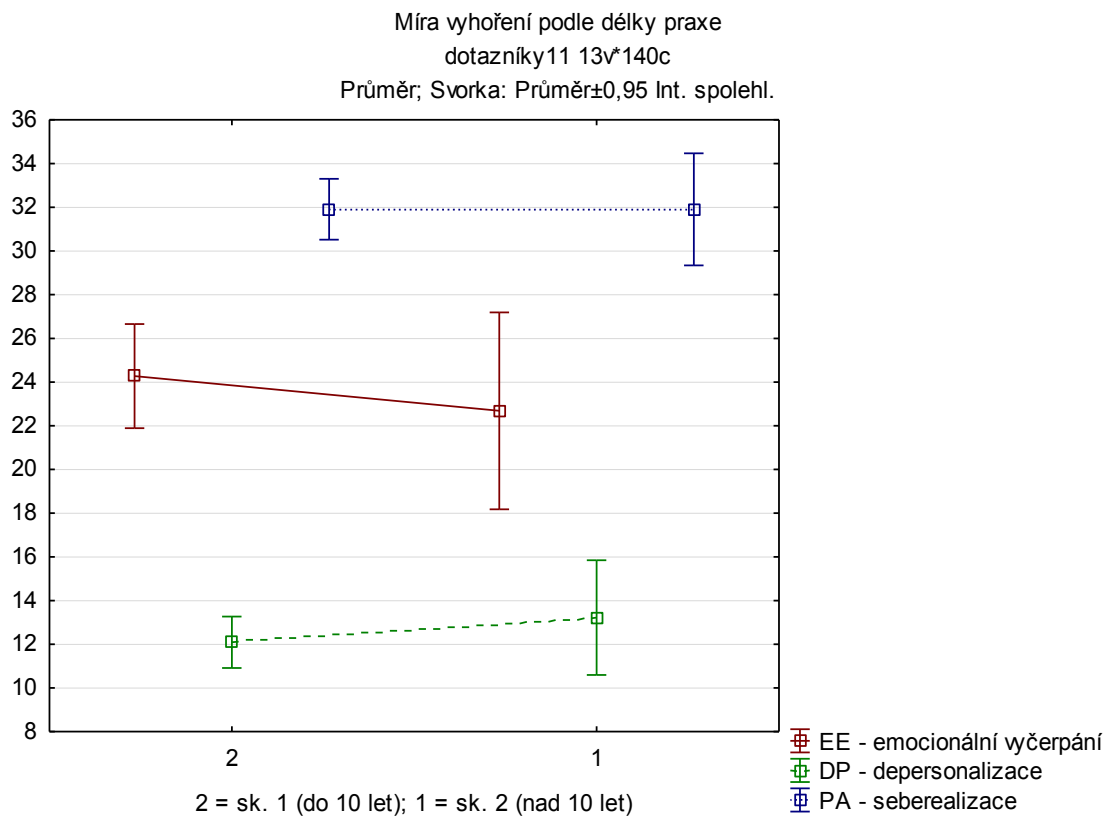 Míra vyhoření podle délky praxe
dotazníky11 13v*140c
Průměr; Svorka: Průměr±0,95 Int. spolehl.
36
34
32
30
28
26
24
22
20
18
16
14
12
10
8
2 1
2 = sk. 1 (do 10 let); 1 = sk. 2 (nad 10 let)
EE - emocionální vyčerpání
DP - depersonalizace
PA - seberealizace